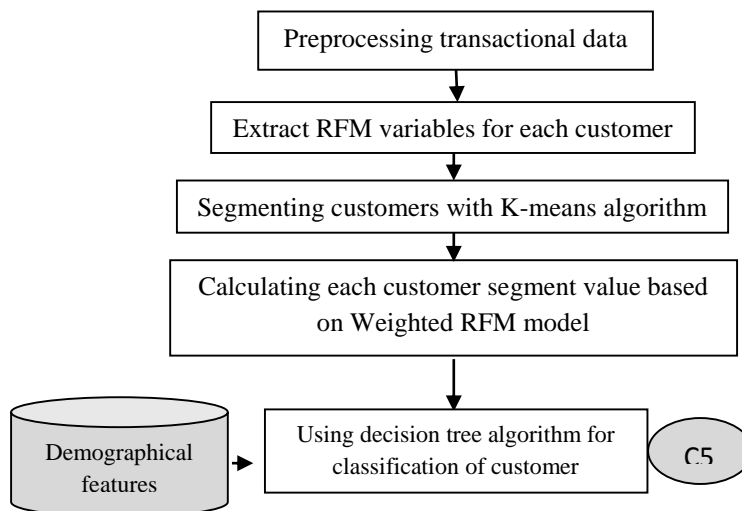 Preprocessing transactional data
Extract RFM variables for each customer
Segmenting customers with K-means algorithm
Calculating each customer segment value based
on Weighted RFM model
Demographical
features
Using decision tree algorithm for
classification of customer
C5